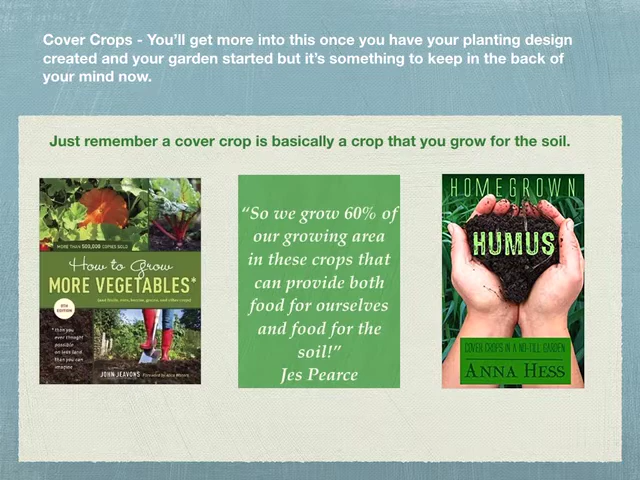 Cover Crops - You'll get more into this once you have your planting design
created and your garden started but it's something to keep in the back of
your mind now.
Just remember a cover crop is basically a crop that you grow for the soil.
MORE THAN 500,000 COPIES SOLD
How to Grow
MORE VEGETABLES*
8TH
EDITION
* than you
ever thought
possible
on less land
than you can
imagine
JOHN JEAVONS
“So we grow 60% of
our growing area
in these crops that
can provide both
food for ourselves
and food for the
soil!”
Jes Pearce
HOMEGROWN
HUMUS
COVER CROPS IN A NO-TILL GARDEN
ANNA HESS